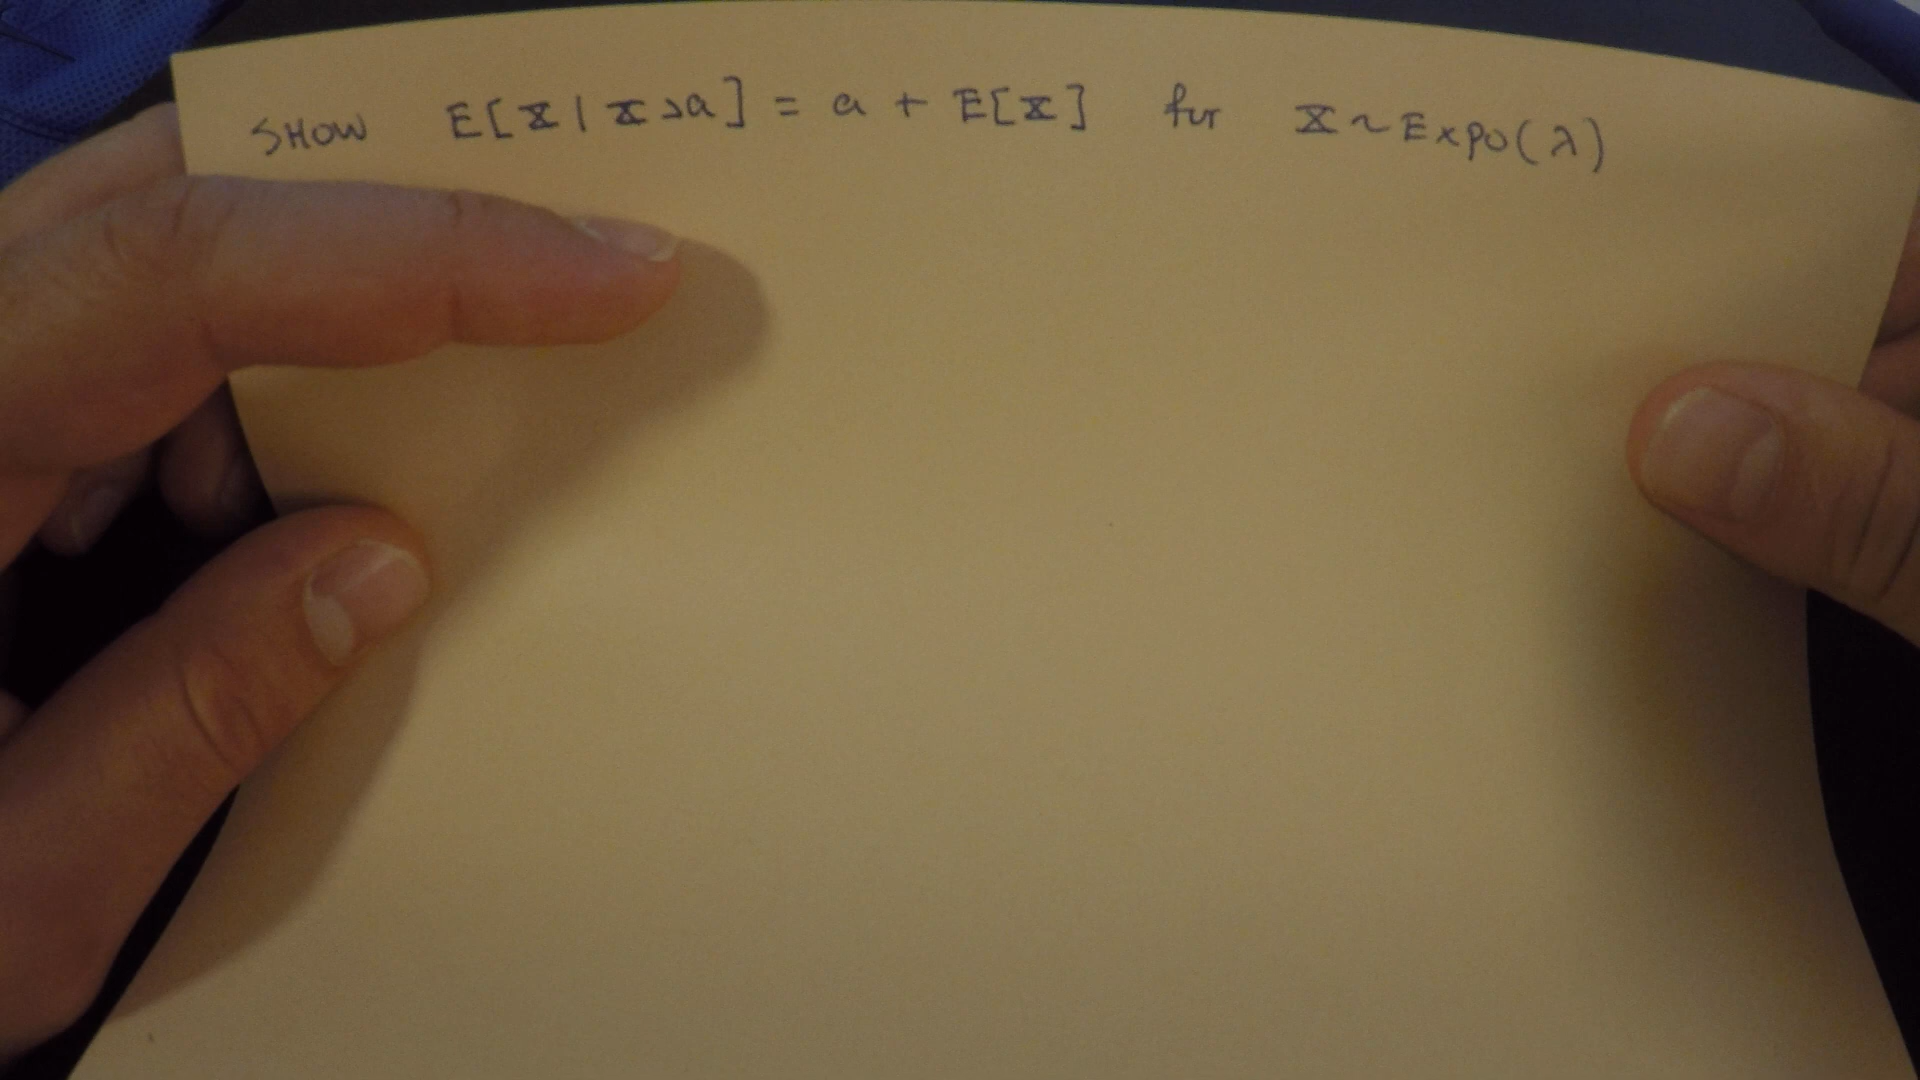 SHOW E[X | X>a] = a + E[X] for X ~ Expo(λ)